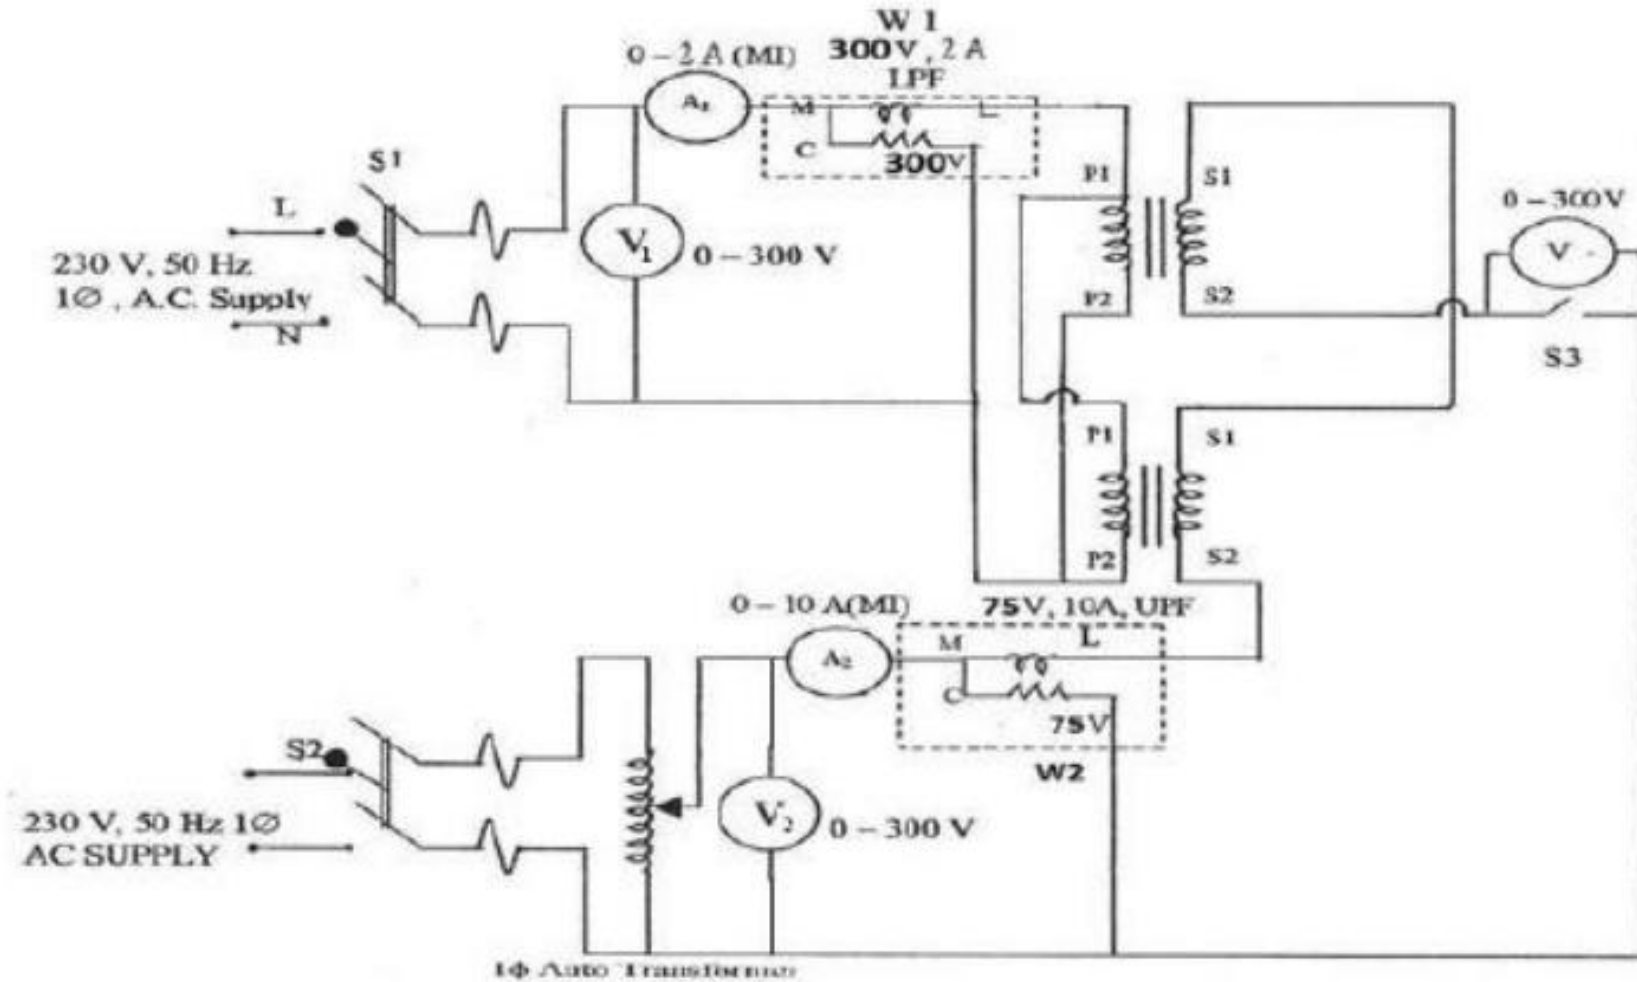 W 1
300V, 2 A
LPF
0 – 2 A (MI)
A1
M
L
C
300V
S1
L
230 V, 50 Hz
1Ø, A.C. Supply
N
V1
0 – 300 V
P1
S1
P2
S2
0 – 300 V
V
S3
P1
S1
P2
S2
75V, 10A, UPF
0 – 10 A(MI)
A2
M
L
C
75V
W2
S2
230 V, 50 Hz 1Ø
AC SUPPLY
V2
0 – 300 V
1ϕ Auto Transformer